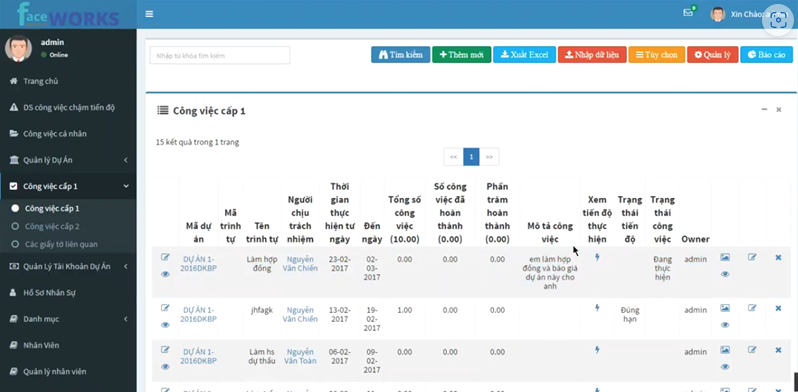 faceWORKS
Xin Chào:
admin
Online
Nhập từ khóa tìm kiếm
Tìm kiếm
Thêm mới
Xuất Excel
Nhập dữ liệu
Tùy chọn
Quản lý
Báo cáo
Trang chủ
DS công việc chậm tiến độ
Công việc cá nhân
Quản lý Dự Án
Công việc cấp 1
Công việc cấp 1
Công việc cấp 2
Các giấy tờ liên quan
Quản lý Tài Khoản Dự Án
Hồ Sơ Nhân Sự
Danh mục
Nhân Viên
Quản lý nhân viên
Công việc cấp 1
15 kết quả trong 1 trang
<< 1 >>
Mã dự án
Mã trình tự
Tên trình tự
Người chịu trách nhiệm
Thời gian thực hiện từ ngày
Đến ngày
Tổng số công việc (10.00)
Số công việc đã hoàn thành (0.00)
Phần trăm hoàn thành (0.00)
Mô tả công việc
Xem tiến độ thực hiện
Trạng thái tiến độ
Trạng thái công việc
Owner
DỰ ÁN 1-2016DKBP Làm hợp đồng Nguyễn Văn Chiến 23-02-2017 02-03-2017 0.00 0.00 0.00 em làm hợp đồng và báo giá dự án này cho anh Đang thực hiện admin
DỰ ÁN 1-2016DKBP jhfagk Nguyễn Văn Chiến 13-02-2017 19-02-2017 1.00 0.00 0.00 Đúng hạn admin
DỰ ÁN 1-2016DKBP Làm hs dự thầu Nguyễn Văn Toàn 06-02-2017 09-02-2017 0.00 0.00 0.00 admin